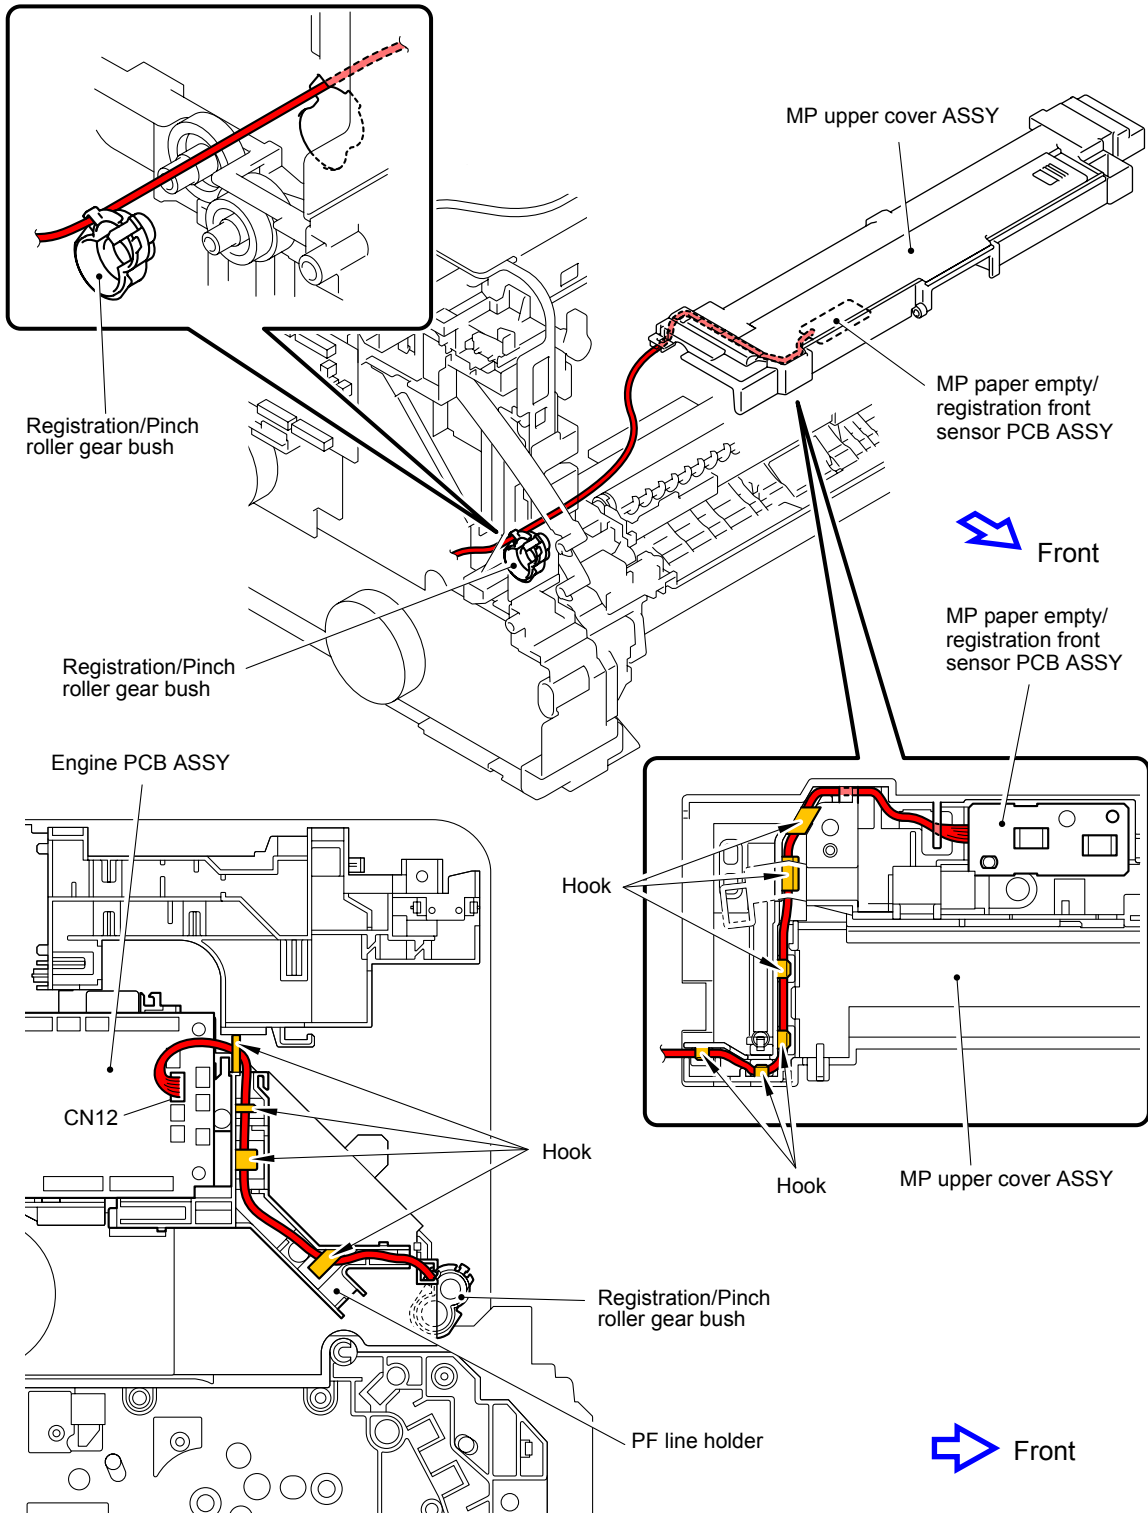 MP upper cover ASSY
MP paper empty/
registration front
sensor PCB ASSY
Registration/Pinch
roller gear bush
Front
MP paper empty/
registration front
sensor PCB ASSY
Registration/Pinch
roller gear bush
Engine PCB ASSY
Hook
CN12
Hook
Hook
MP upper cover ASSY
Registration/Pinch
roller gear bush
PF line holder
Front